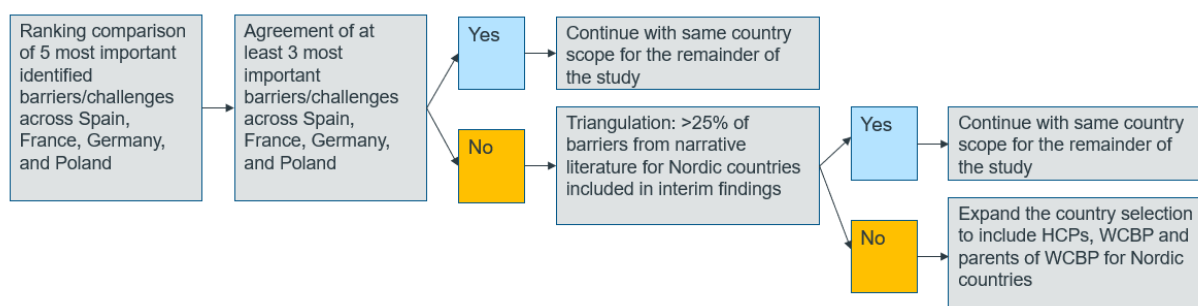 Ranking comparison
of 5 most important
identified
barriers/challenges
across Spain,
France, Germany,
and Poland
Agreement of at
least 3 most
important
barriers/challenges
across Spain,
France, Germany,
and Poland
Yes
Continue with same country
scope for the remainder of
the study
No
Triangulation: >25% of
barriers from narrative
literature for Nordic countries
included in interim findings
Yes
Continue with same country
scope for the remainder of
the study
No
Expand the country selection
to include HCPs, WCBP and
parents of WCBP for Nordic
countries